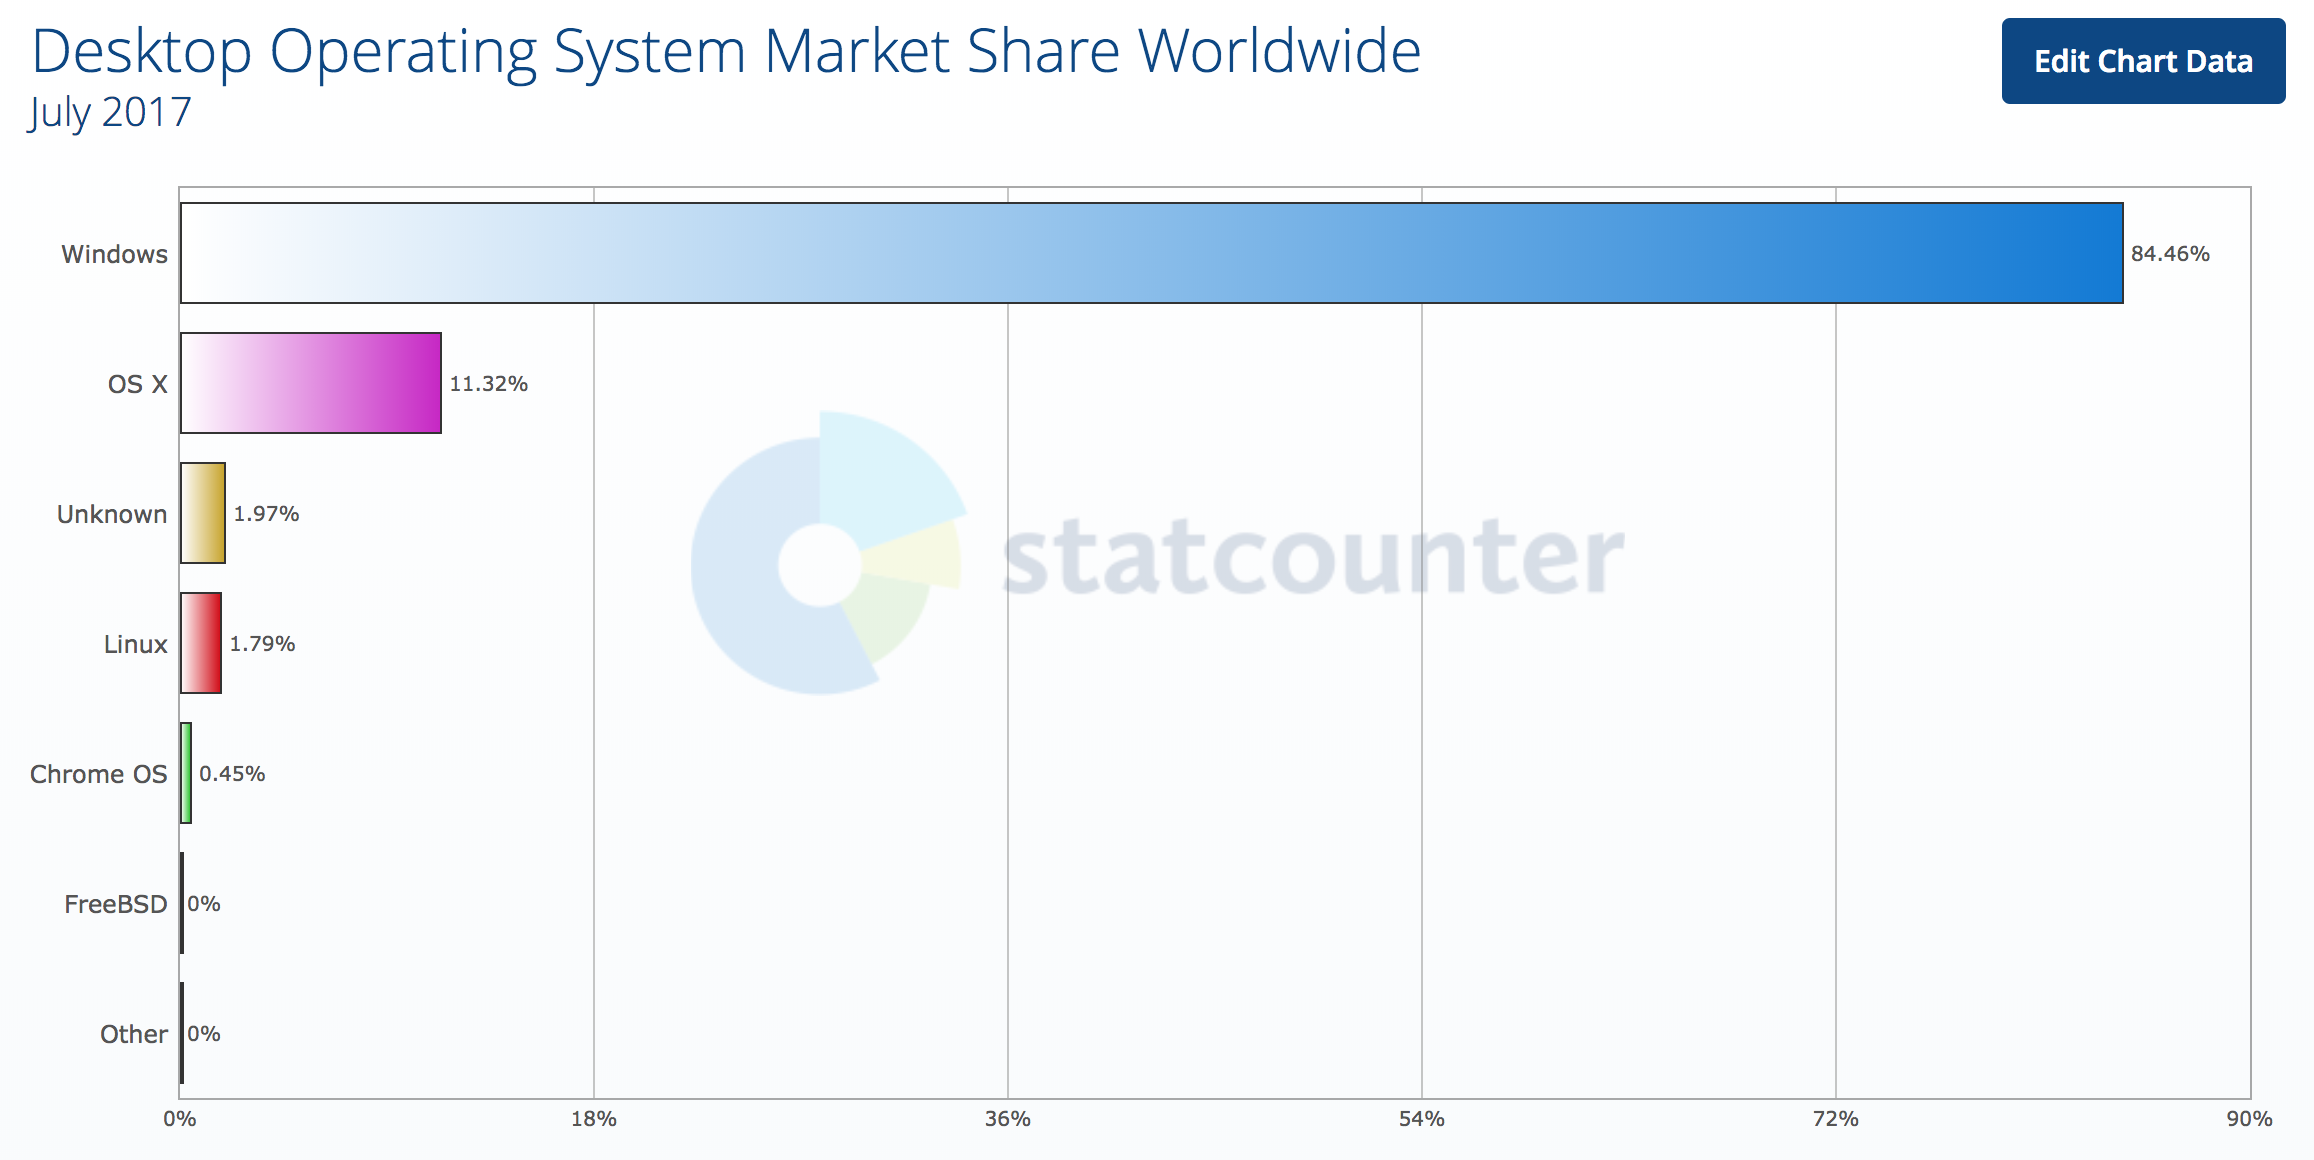 Desktop Operating System Market Share Worldwide
July 2017
Edit Chart Data
Windows 84.46%
OS X 11.32%
Unknown 1.97%
Linux 1.79%
Chrome OS 0.45%
FreeBSD 0%
Other 0%
statcounter
0% 18% 36% 54% 72% 90%